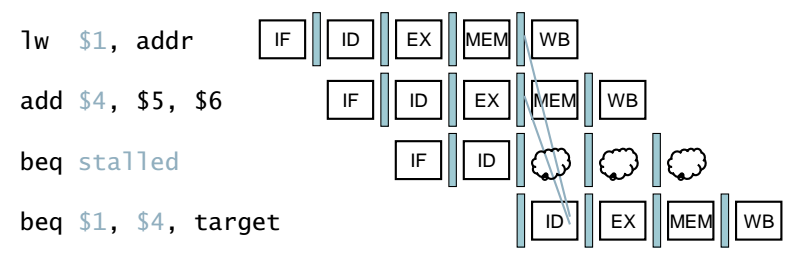 lw $1, addr IF ID EX MEM WB
add $4, $5, $6 IF ID EX MEM WB
beq stalled IF ID
beq $1, $4, target ID EX MEM WB